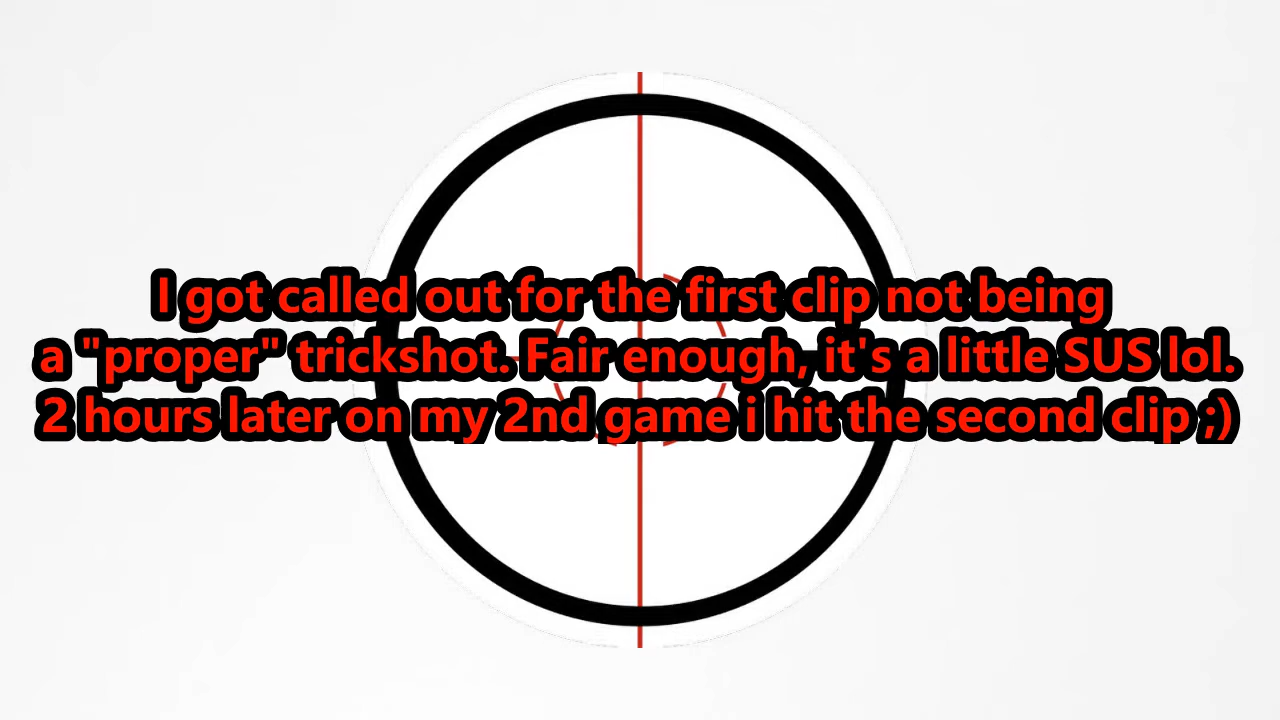 I got called out for the first clip not being
a "proper" trickshot. Fair enough, it's a little SUS lol.
2 hours later on my 2nd game i hit the second clip ;)